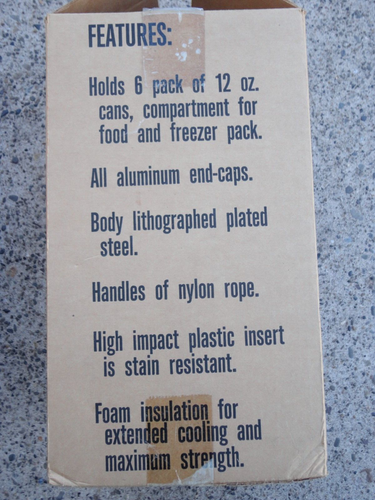 FEATURES:
Holds 6 pack of 12 oz.
cans, compartment for
food and freezer pack.
All aluminum end-caps.
Body lithographed plated
steel.
Handles of nylon rope.
High impact plastic insert
is stain resistant.
Foam insulation for
extended cooling and
maximum strength.